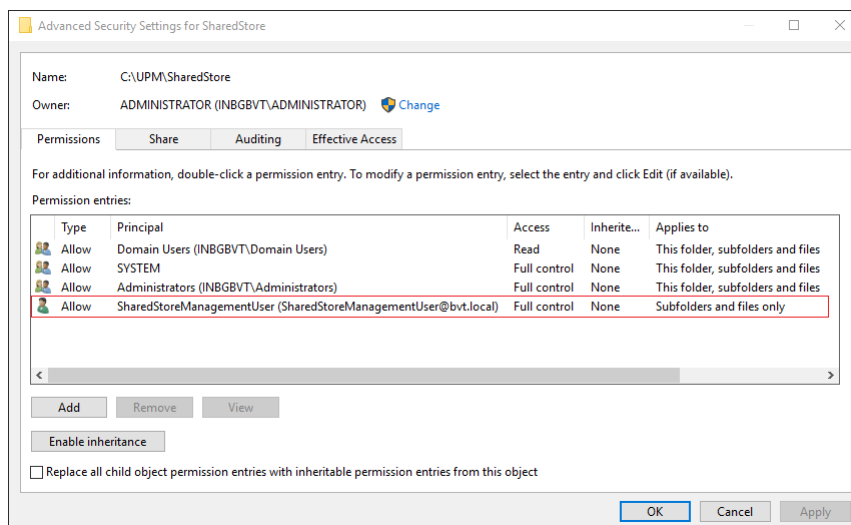 Advanced Security Settings for SharedStore
Name: C:\UPM\SharedStore
Owner: ADMINISTRATOR (INBGBVT\ADMINISTRATOR) Change
Permissions Share Auditing Effective Access
For additional information, double-click a permission entry. To modify a permission entry, select the entry and click Edit (if available).
Permission entries:
Type Principal Access Inherite... Applies to
Allow Domain Users (INBGBVT\Domain Users) Read None This folder, subfolders and files
Allow SYSTEM Full control None This folder, subfolders and files
Allow Administrators (INBGBVT\Administrators) Full control None This folder, subfolders and files
Allow SharedStoreManagementUser (SharedStoreManagementUser@bvt.local) Full control None Subfolders and files only
Add Remove View
Enable inheritance
Replace all child object permission entries with inheritable permission entries from this object
OK Cancel Apply